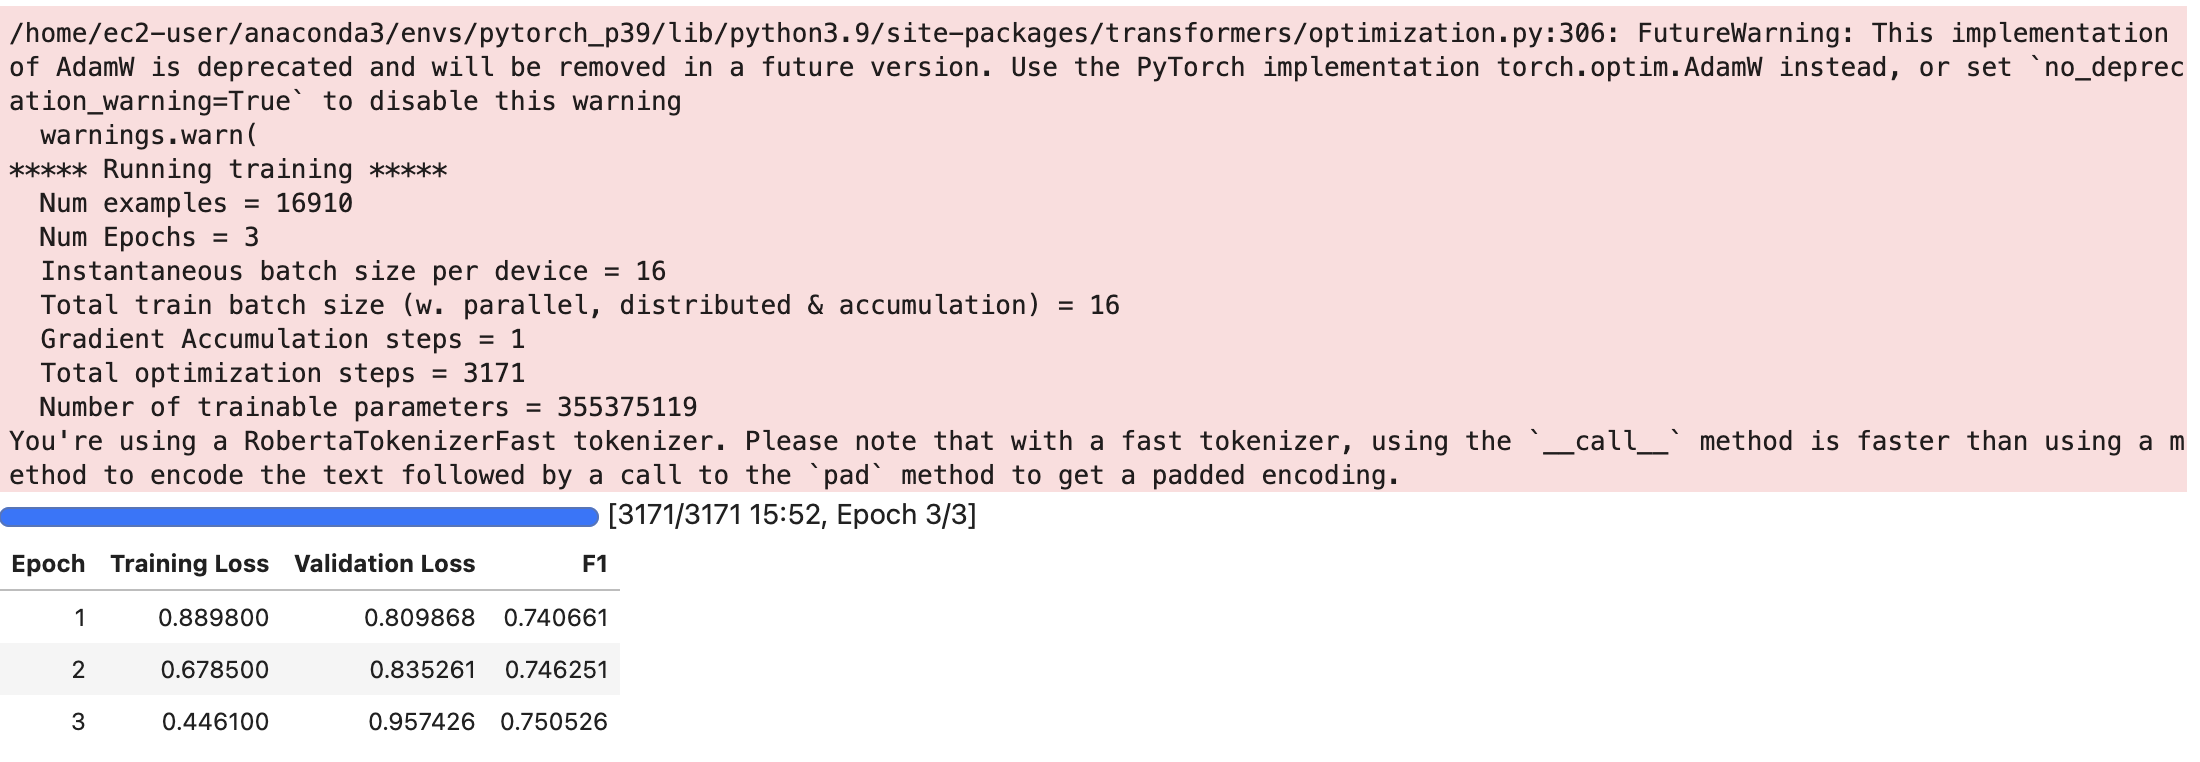 /home/ec2-user/anaconda3/envs/pytorch_p39/lib/python3.9/site-packages/transformers/optimization.py:306: FutureWarning: This implementation
of AdamW is deprecated and will be removed in a future version. Use the PyTorch implementation torch.optim.AdamW instead, or set `no_deprec
ation_warning=True` to disable this warning
  warnings.warn(
***** Running training *****
  Num examples = 16910
  Num Epochs = 3
  Instantaneous batch size per device = 16
  Total train batch size (w. parallel, distributed & accumulation) = 16
  Gradient Accumulation steps = 1
  Total optimization steps = 3171
  Number of trainable parameters = 355375119
You're using a RobertaTokenizerFast tokenizer. Please note that with a fast tokenizer, using the `__call__` method is faster than using a m
ethod to encode the text followed by a call to the `pad` method to get a padded encoding.
[3171/3171 15:52, Epoch 3/3]
Epoch Training Loss Validation Loss F1
1 0.889800 0.809868 0.740661
2 0.678500 0.835261 0.746251
3 0.446100 0.957426 0.750526